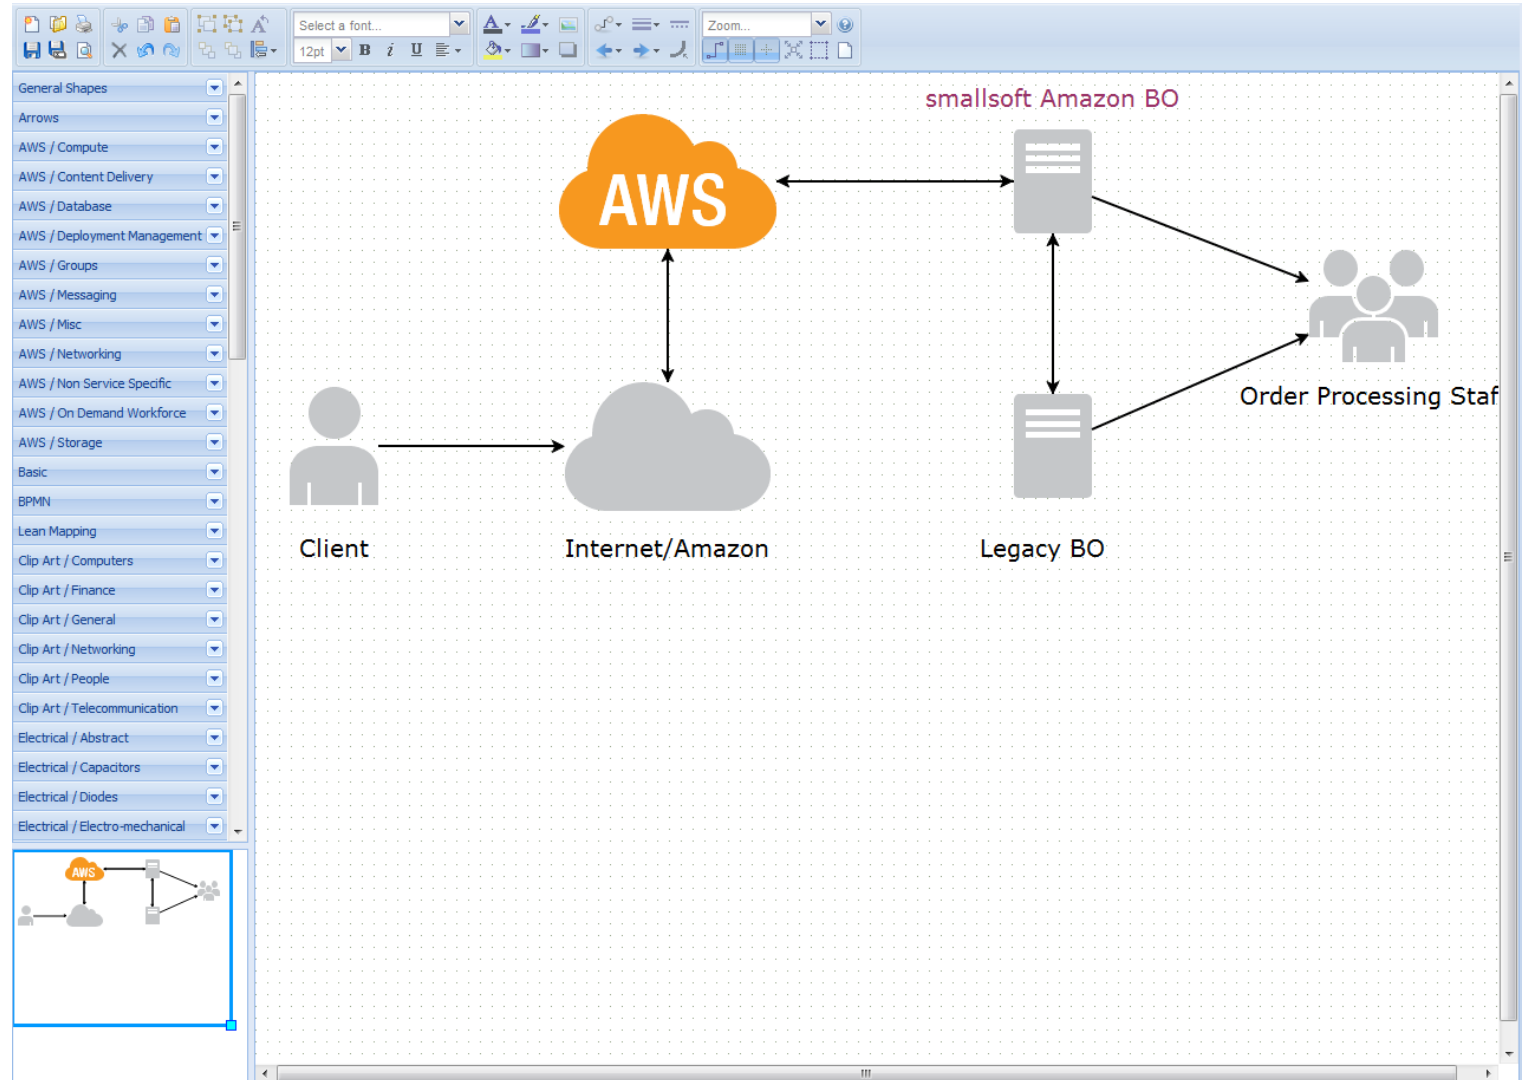 Select a font...
Zoom...
12pt
B i U
General Shapes
Arrows
AWS / Compute
AWS / Content Delivery
AWS / Database
AWS / Deployment Management
AWS / Groups
AWS / Messaging
AWS / Misc
AWS / Networking
AWS / Non Service Specific
AWS / On Demand Workforce
AWS / Storage
Basic
BPMN
Lean Mapping
Clip Art / Computers
Clip Art / Finance
Clip Art / General
Clip Art / Networking
Clip Art / People
Clip Art / Telecommunication
Electrical / Abstract
Electrical / Capacitors
Electrical / Diodes
Electrical / Electro-mechanical
AWS
smallsoft Amazon BO
AWS
Order Processing Staf
Client
Internet/Amazon
Legacy BO